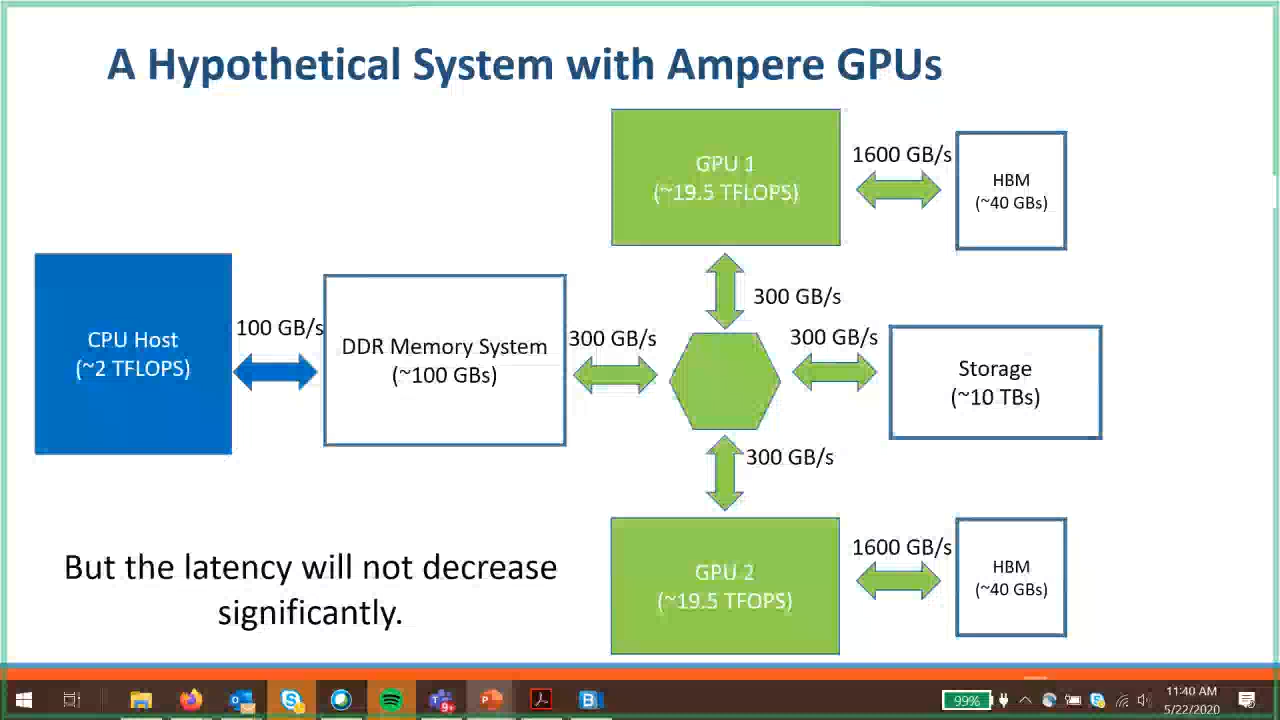 A Hypothetical System with Ampere GPUs
GPU 1
(~19.5 TFLOPS)
1600 GB/s
HBM
(~40 GBs)
300 GB/s
CPU Host
(~2 TFLOPS)
100 GB/s
DDR Memory System
(~100 GBs)
300 GB/s
300 GB/s
Storage
(~10 TBs)
300 GB/s
GPU 2
(~19.5 TFOPS)
1600 GB/s
HBM
(~40 GBs)
But the latency will not decrease
significantly.
99%
11:40 AM
5/22/2020
9+